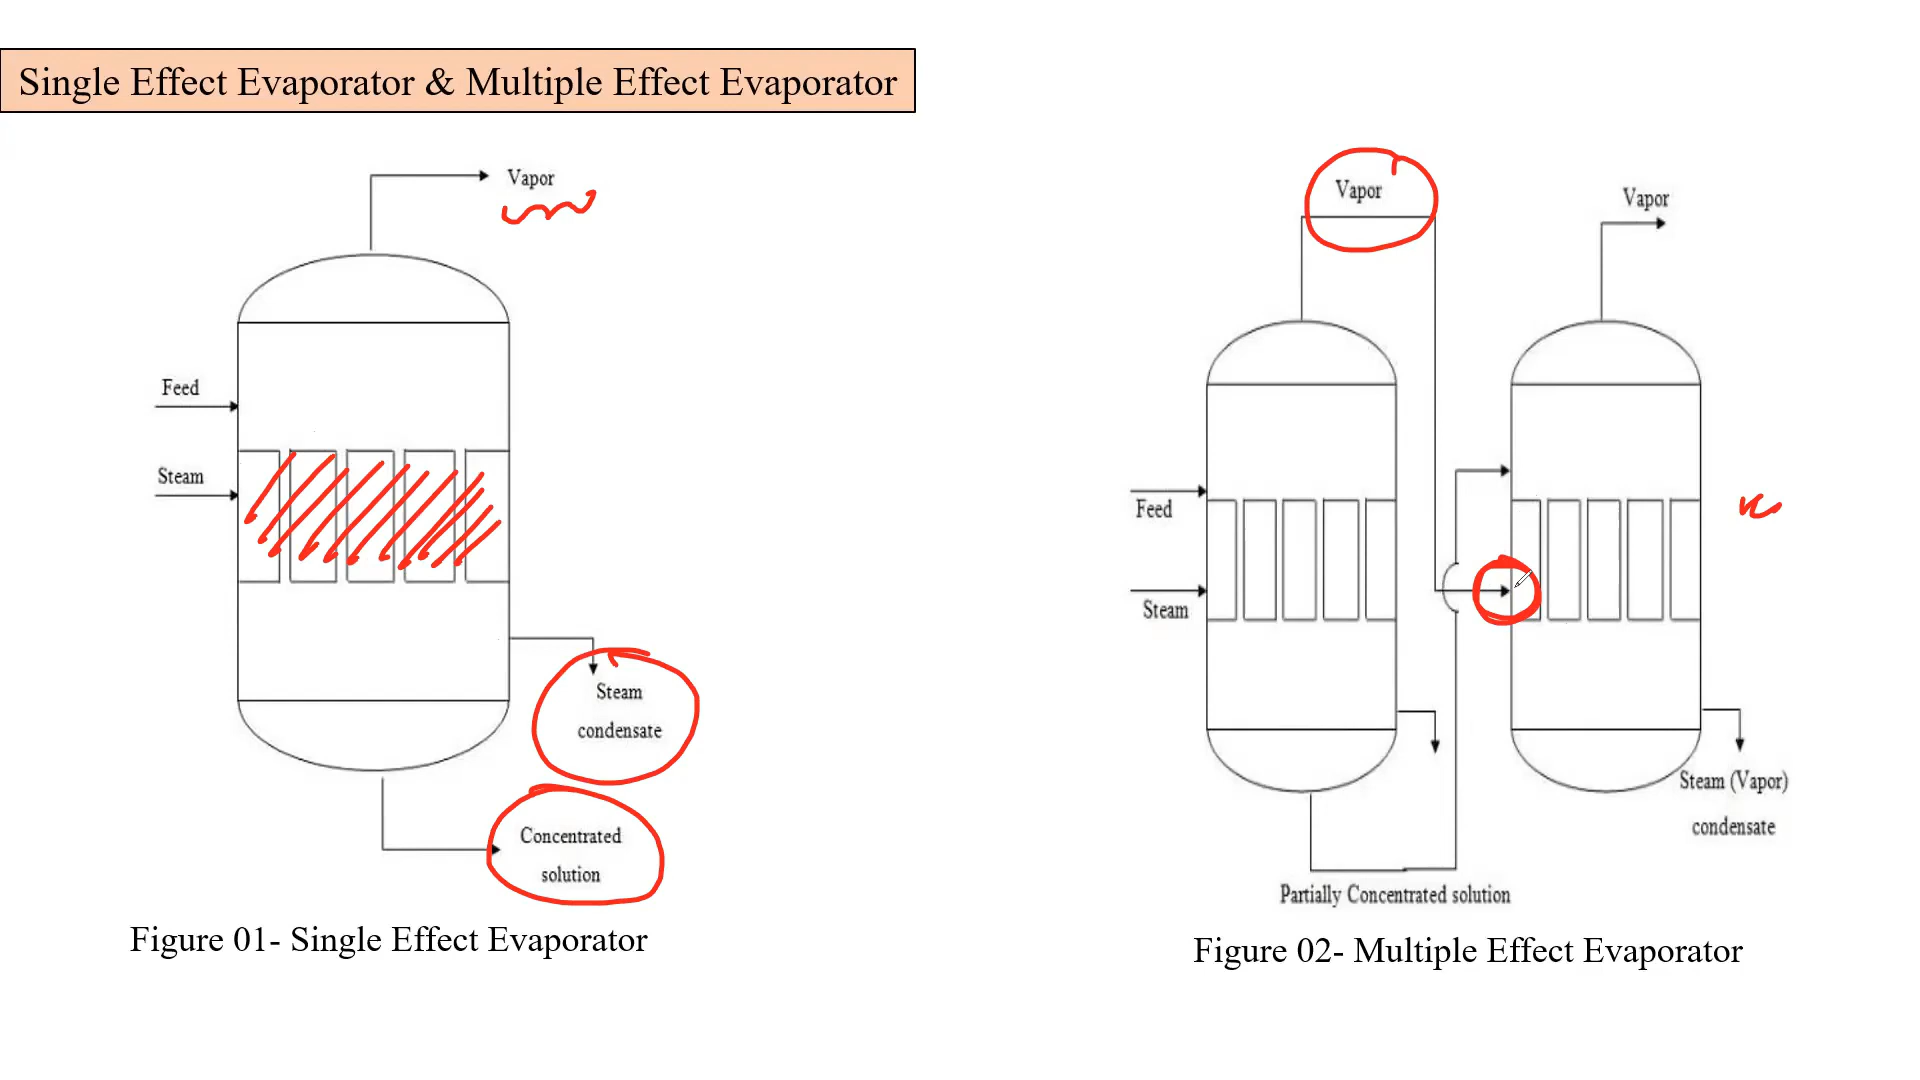 Single Effect Evaporator & Multiple Effect Evaporator
Vapor
Feed
Steam
Steam
condensate
Concentrated
solution
Figure 01- Single Effect Evaporator
Vapor
Vapor
Feed
Steam
Steam (Vapor)
condensate
Partially Concentrated solution
Figure 02- Multiple Effect Evaporator